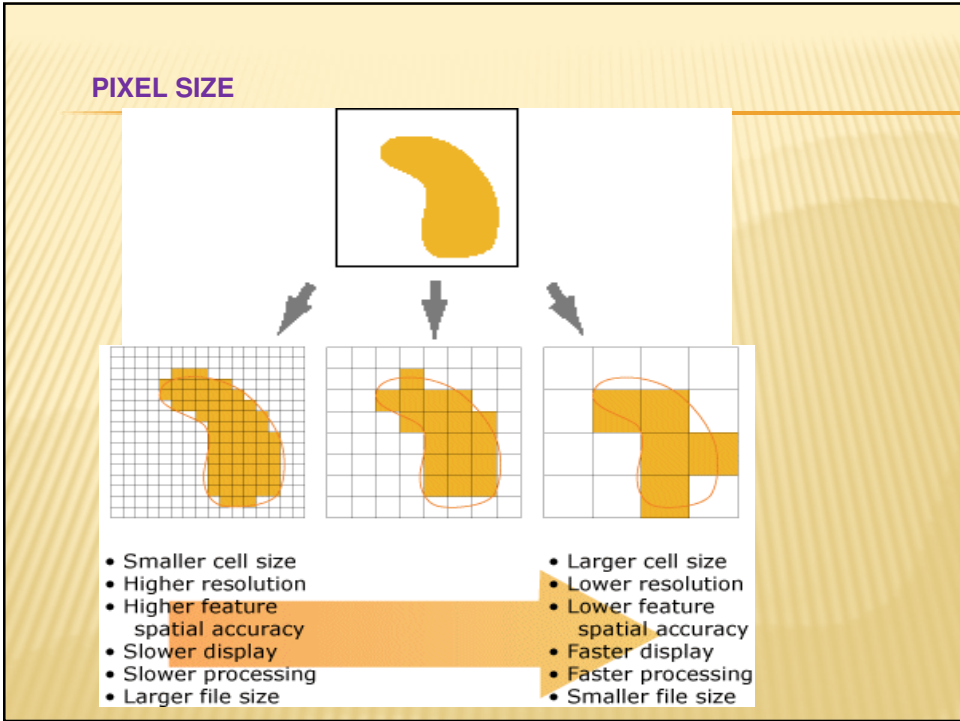 PIXEL SIZE
• Smaller cell size
• Higher resolution
• Higher feature
spatial accuracy
• Slower display
• Slower processing
• Larger file size
• Larger cell size
• Lower resolution
• Lower feature
spatial accuracy
• Faster display
• Faster processing
• Smaller file size